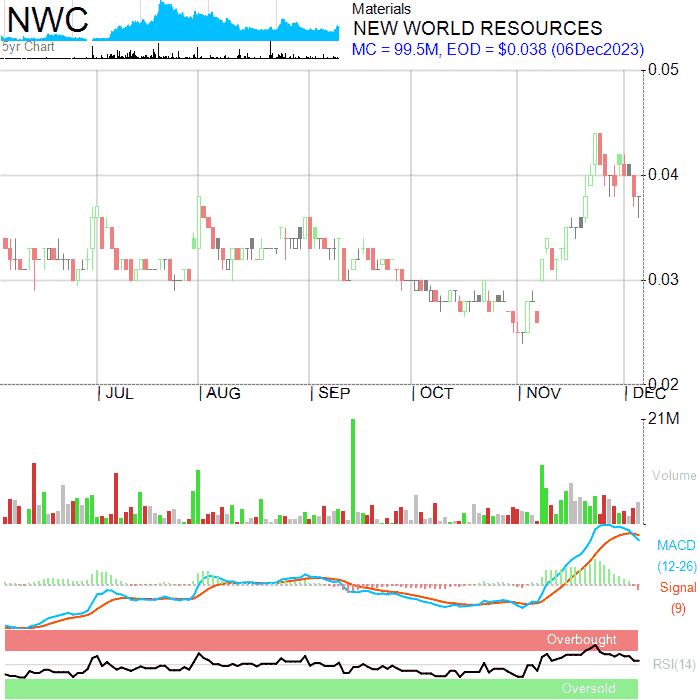 NWC
5yr Chart
Materials
NEW WORLD RESOURCES
MC = 99.5M, EOD = $0.038 (06Dec2023)
0.05
0.04
0.03
0.02
JUL
AUG
SEP
OCT
NOV
DEC
21M
Volume
MACD
(12-26)
Signal
(9)
Overbought
RSI(14)
Oversold